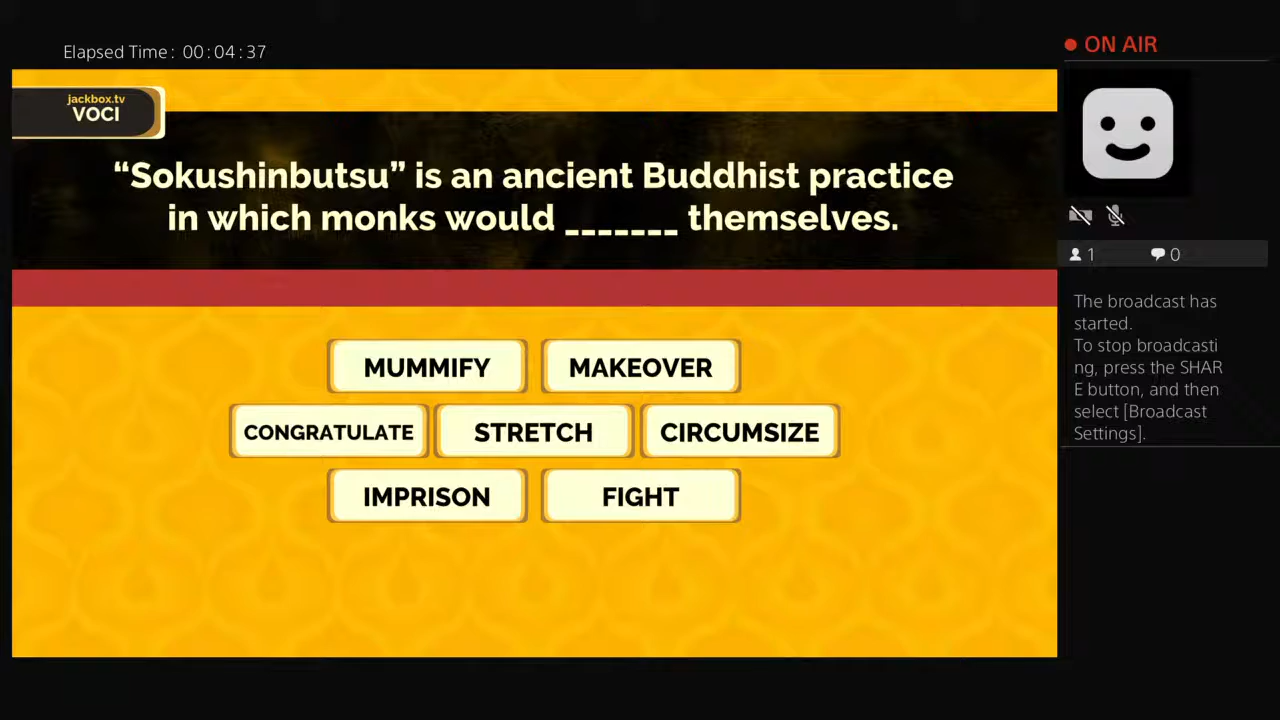 Elapsed Time: 00:04:37
ON AIR
jackbox.tv
VOCI
“Sokushinbutsu” is an ancient Buddhist practice
in which monks would _______ themselves.
1
0
The broadcast has
started.
To stop broadcasti
ng, press the SHAR
E button, and then
select [Broadcast
Settings].
MUMMIFY
MAKEOVER
CONGRATULATE
STRETCH
CIRCUMSIZE
IMPRISON
FIGHT